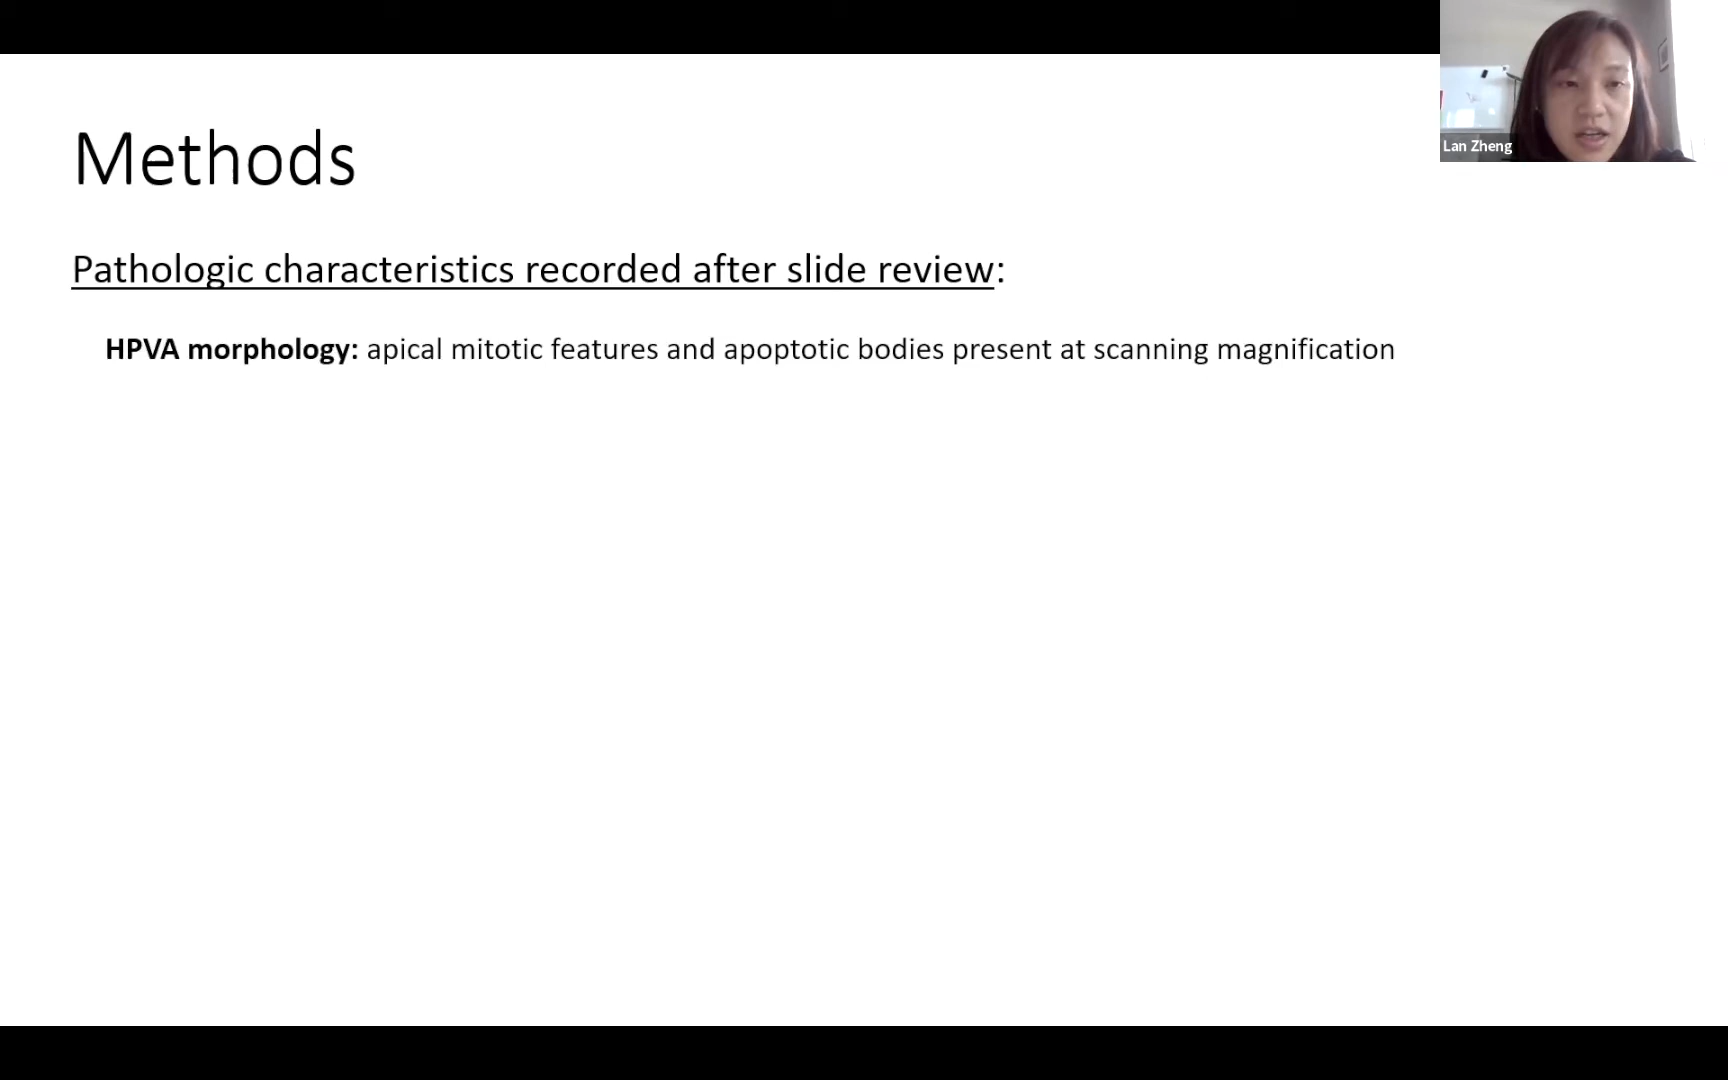 Lan Zheng
Methods
Pathologic characteristics recorded after slide review:
HPVA morphology: apical mitotic features and apoptotic bodies present at scanning magnification